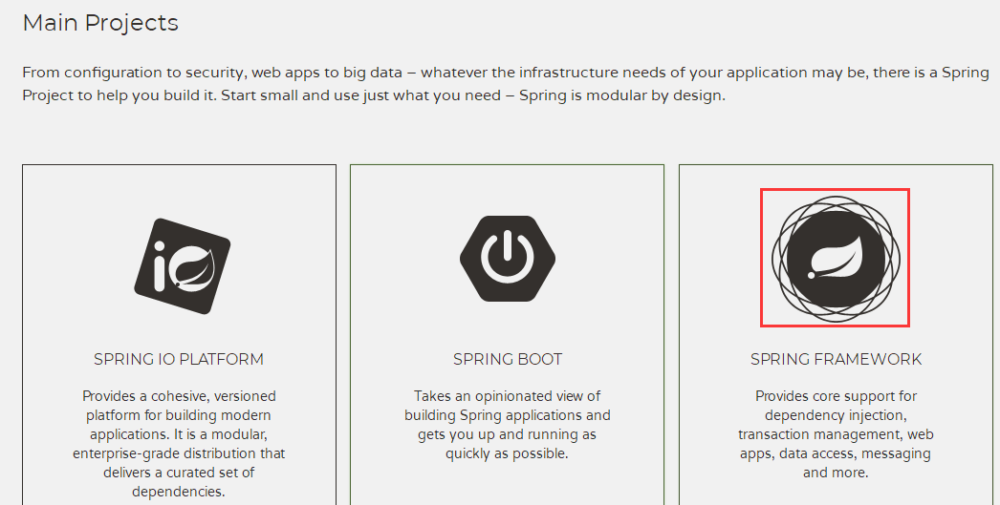 Main Projects
From configuration to security, web apps to big data – whatever the infrastructure needs of your application may be, there is a Spring
Project to help you build it. Start small and use just what you need – Spring is modular by design.
io
SPRING IO PLATFORM
Provides a cohesive, versioned
platform for building modern
applications. It is a modular,
enterprise-grade distribution that
delivers a curated set of
dependencies.
SPRING BOOT
Takes an opinionated view of
building Spring applications and
gets you up and running as
quickly as possible.
SPRING FRAMEWORK
Provides core support for
dependency injection,
transaction management, web
apps, data access, messaging
and more.